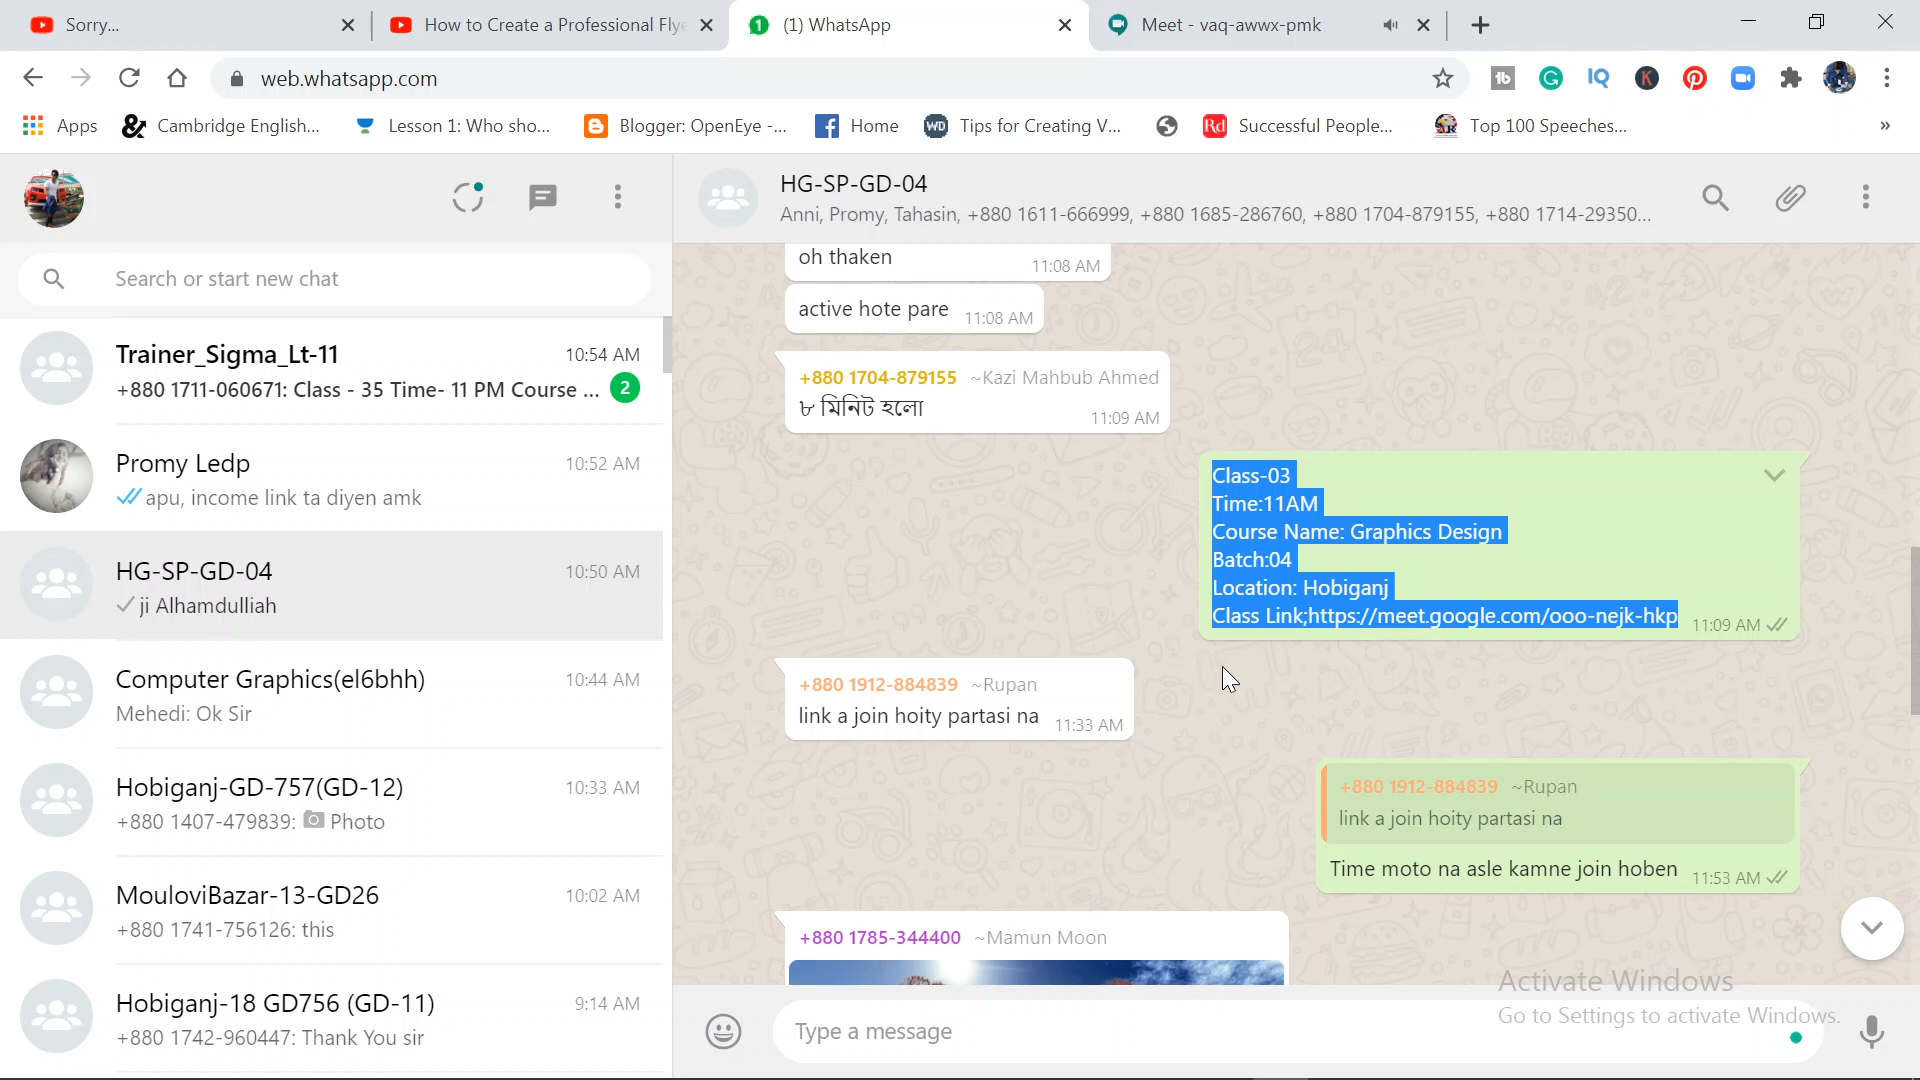 Sorry...
How to Create a Professional Flye
(1) WhatsApp
Meet - vaq-awwx-pmk
web.whatsapp.com
Apps
Cambridge English...
Lesson 1: Who sho...
Blogger: OpenEye -...
Home
Tips for Creating V...
Successful People...
Top 100 Speeches...
HG-SP-GD-04
Anni, Promy, Tahasin, +880 1611-666999, +880 1685-286760, +880 1704-879155, +880 1714-29350...
Search or start new chat
Trainer_Sigma_Lt-11
10:54 AM
+880 1711-060671: Class - 35 Time- 11 PM Course ...
2
Promy Ledp
10:52 AM
apu, income link ta diyen amk
HG-SP-GD-04
10:50 AM
ji Alhamdulliah
Computer Graphics(el6bhh)
10:44 AM
Mehedi: Ok Sir
Hobiganj-GD-757(GD-12)
10:33 AM
+880 1407-479839: Photo
MouloviBazar-13-GD26
10:02 AM
+880 1741-756126: this
Hobiganj-18 GD756 (GD-11)
9:14 AM
+880 1742-960447: Thank You sir
oh thaken
11:08 AM
active hote pare
11:08 AM
+880 1704-879155 ~Kazi Mahbub Ahmed
৮ মিনিট হলো
11:09 AM
Class-03
Time:11AM
Course Name: Graphics Design
Batch:04
Location: Hobiganj
Class Link;https://meet.google.com/ooo-nejk-hkp
11:09 AM
+880 1912-884839 ~Rupan
link a join hoity partasi na
11:33 AM
+880 1912-884839 ~Rupan
link a join hoity partasi na
Time moto na asle kamne join hoben
11:53 AM
+880 1785-344400 ~Mamun Moon
Activate Windows
Go to Settings to activate Windows.
Type a message